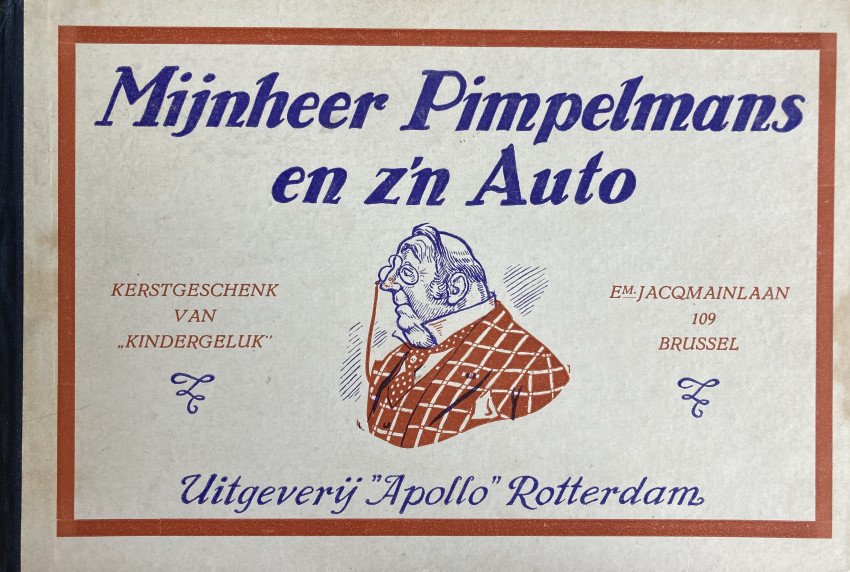 Mijnheer Pimpelmans
en z'n Auto
KERSTGESCHENK
VAN
„KINDERGELUK"
EM. JACQMAINLAAN
109
BRUSSEL
Uitgeverij "Apollo" Rotterdam